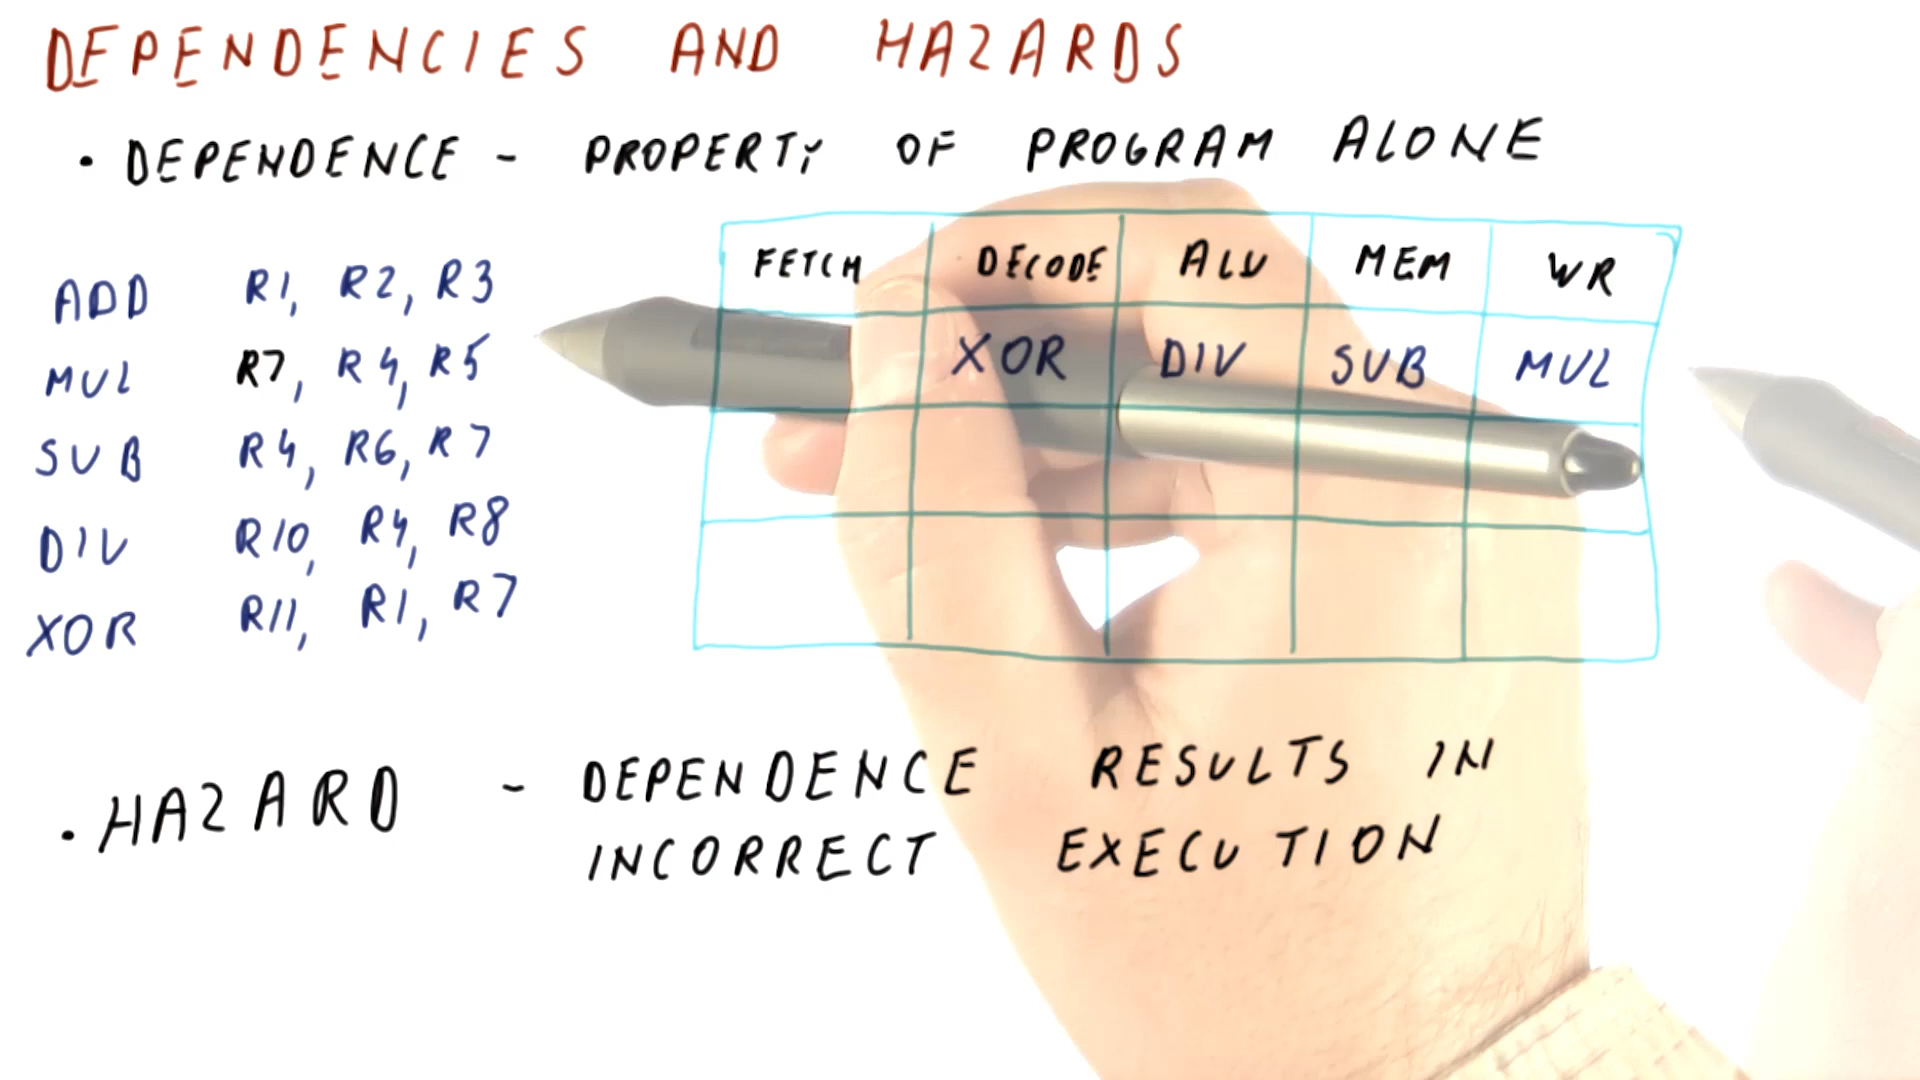 DEPENDENCIES AND HAZARDS
• DEPENDENCE - PROPERTY OF PROGRAM ALONE
ADD R1, R2, R3
MUL R7, R4, R5
SUB R4, R6, R7
DIV R10, R4, R8
XOR R11, R1, R7
FETCH DECODE ALU MEM WR
XOR DIV SUB MUL
• HAZARD - DEPENDENCE RESULTS IN
INCORRECT EXECUTION